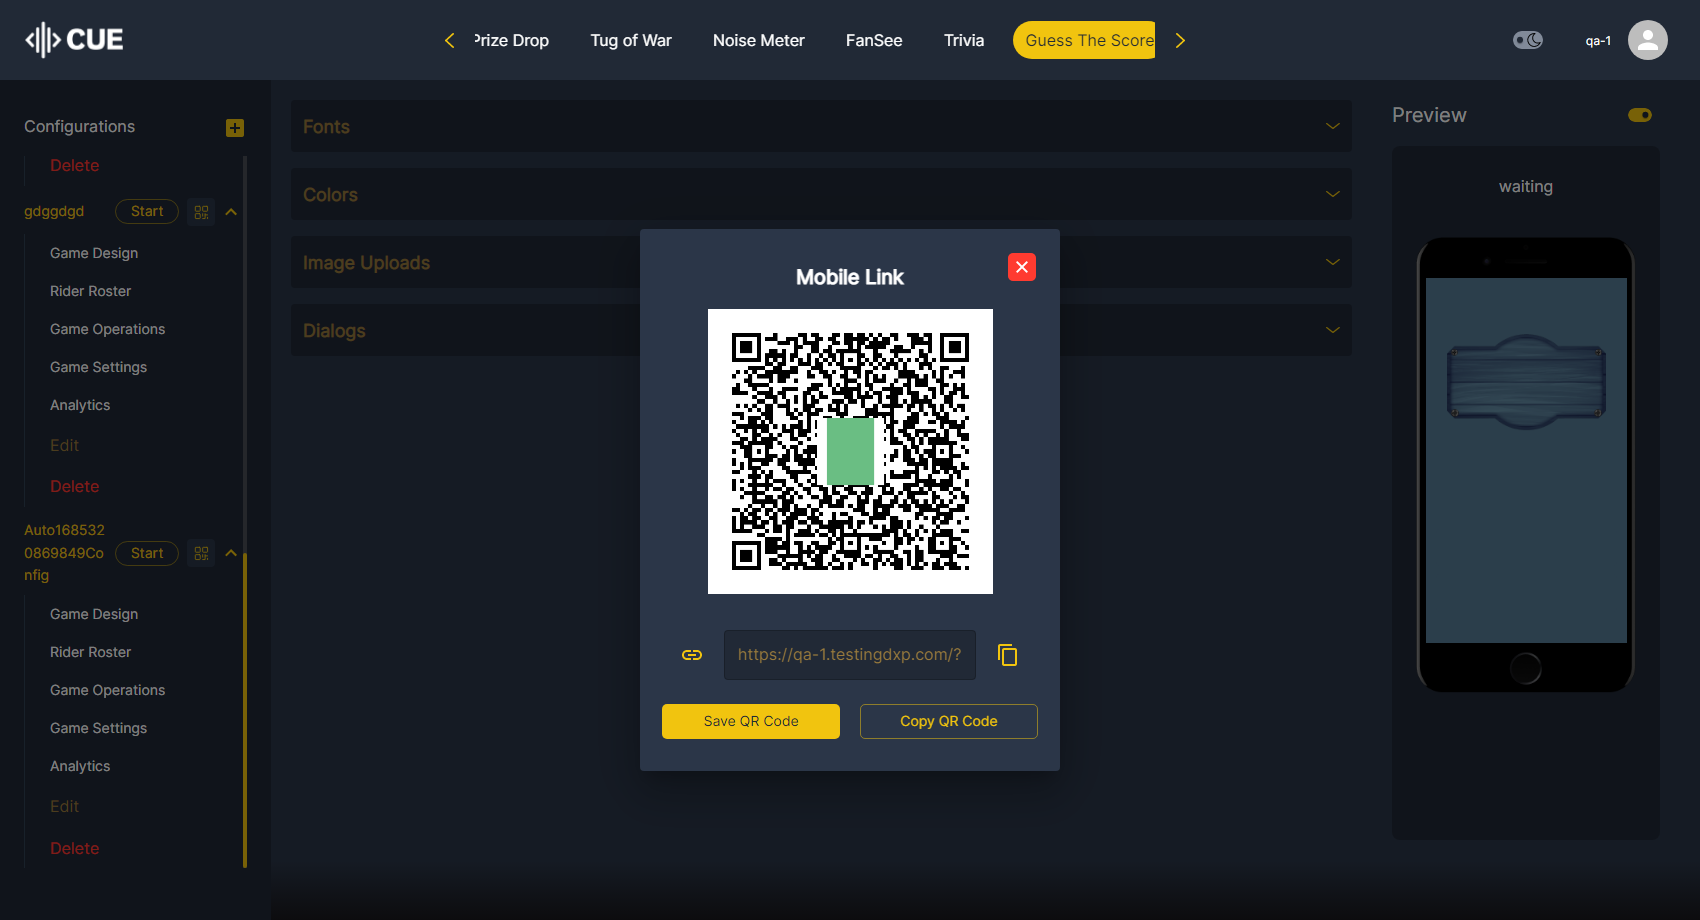 CUE
Prize Drop
Tug of War
Noise Meter
FanSee
Trivia
Guess The Score
qa-1
Configurations
Delete
gdggdgd
Start
Game Design
Rider Roster
Game Operations
Game Settings
Analytics
Edit
Delete
Auto168532
0869849Co
nfig
Start
Game Design
Rider Roster
Game Operations
Game Settings
Analytics
Edit
Delete
Fonts
Colors
Image Uploads
Dialogs
Mobile Link
https://qa-1.testingdxp.com/?
Save QR Code
Copy QR Code
Preview
waiting